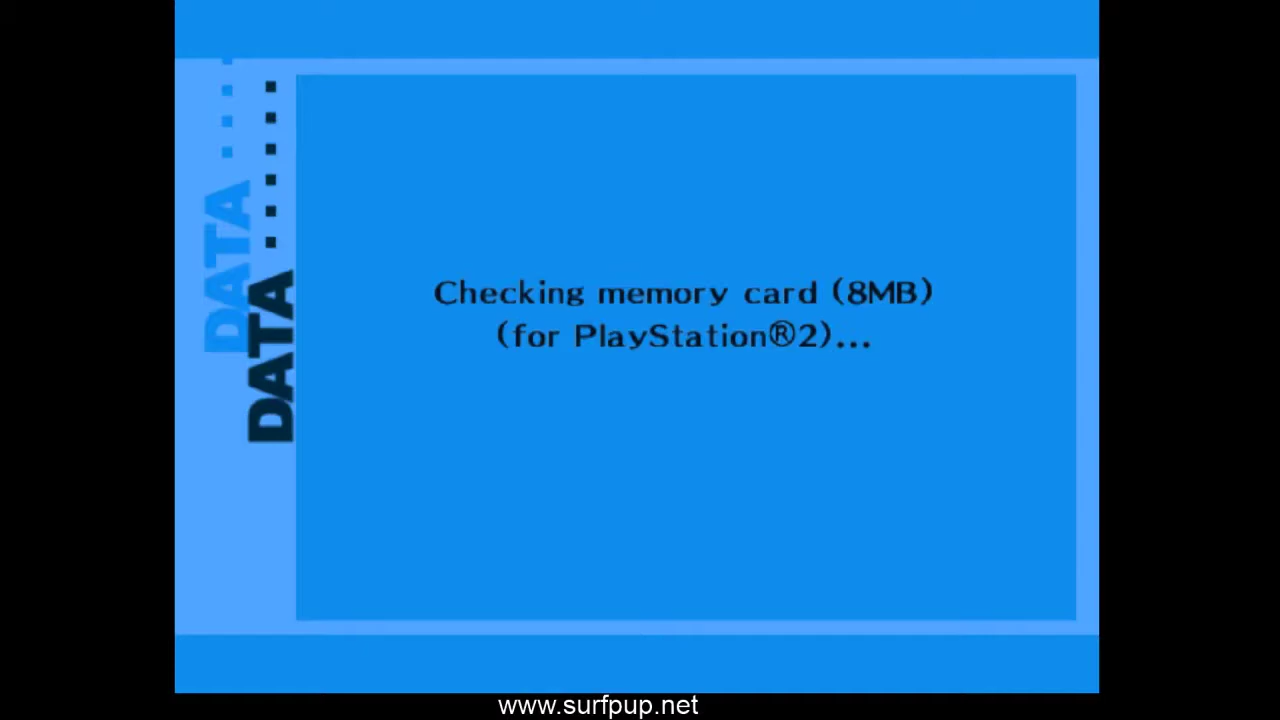 DATA
DATA
Checking memory card (8MB)
(for PlayStation®2)...
www.surfpup.net